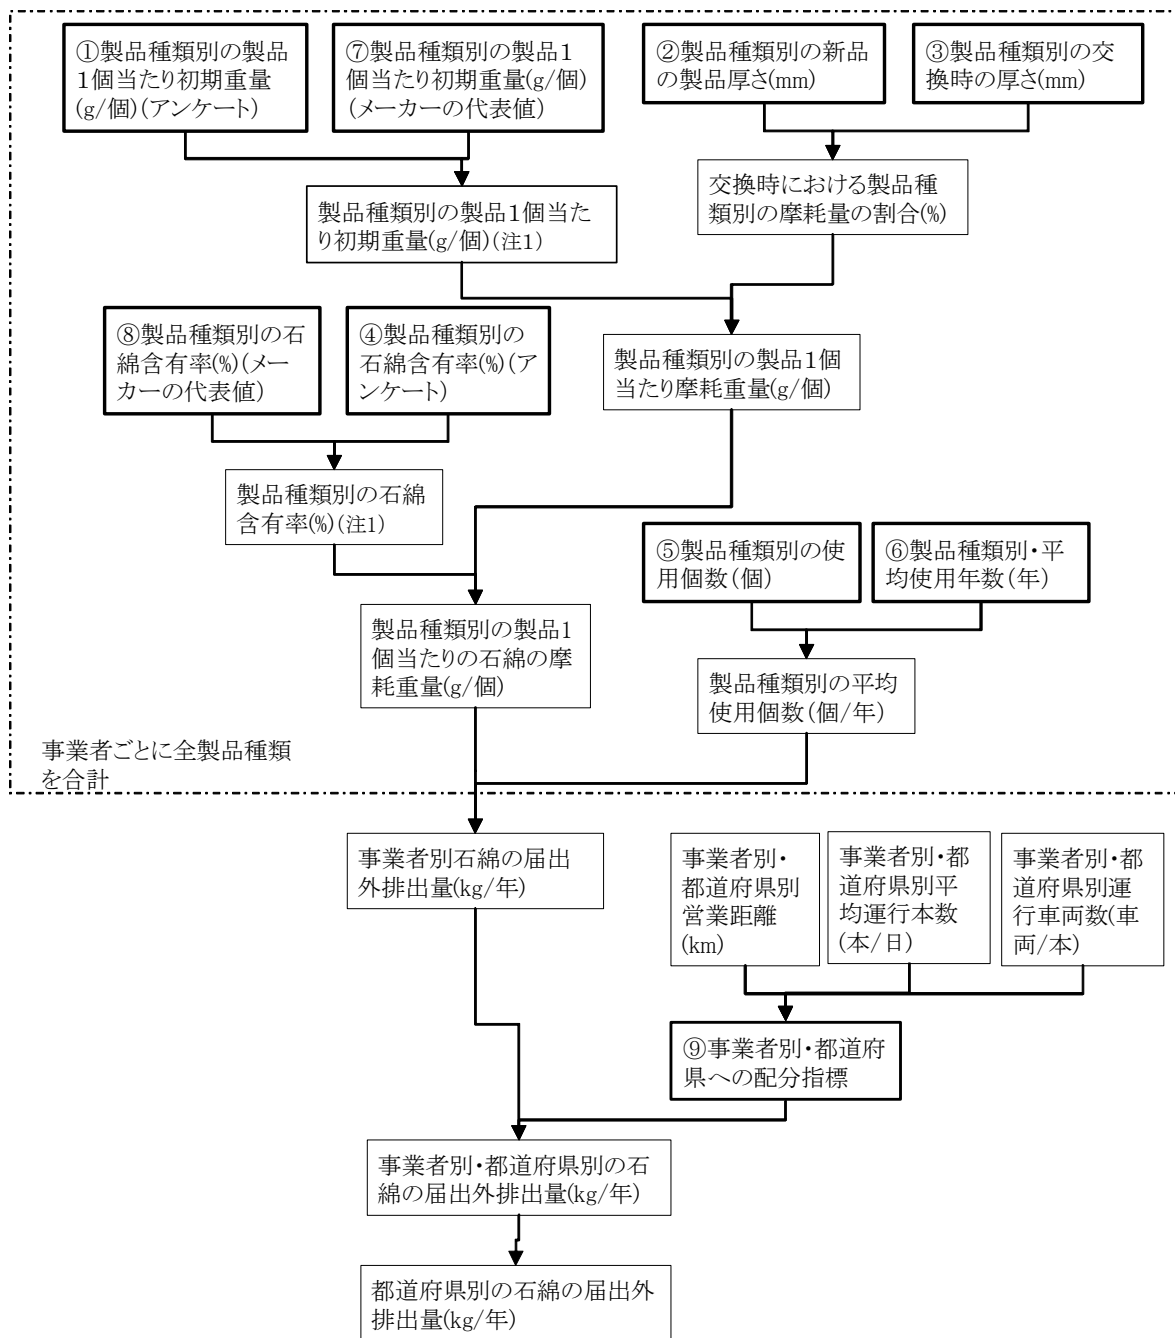 ①製品種類別の製品
1個当たり初期重量
(g/個)(アンケート)
⑦製品種類別の製品1
個当たり初期重量(g/個)
(メーカーの代表値)
②製品種類別の新品
の製品厚さ(mm)
③製品種類別の交
換時の厚さ(mm)
製品種類別の製品1個当た
り初期重量(g/個)(注1)
交換時における製品種
類別の摩耗量の割合(%)
⑧製品種類別の石
綿含有率(%)(メー
カーの代表値)
④製品種類別の
石綿含有率(%)(ア
ンケート)
製品種類別の製品1個
当たり摩耗重量(g/個)
製品種類別の石綿
含有率(%)(注1)
⑤製品種類別の使
用個数(個)
⑥製品種類別・平
均使用年数(年)
製品種類別の製品1
個当たりの石綿の摩
耗重量(g/個)
製品種類別の平均
使用個数(個/年)
事業者ごとに全製品種類
を合計
事業者別石綿の届出
外排出量(kg/年)
事業者別・
都道府県別
営業距離
(km)
事業者別・都
道府県別平
均運行本数
(本/日)
事業者別・都
道府県別運
行車両数(車
両/本)
⑨事業者別・都道府
県への配分指標
事業者別・都道府県別の石
綿の届出外排出量(kg/年)
都道府県別の石綿の届出外
排出量(kg/年)